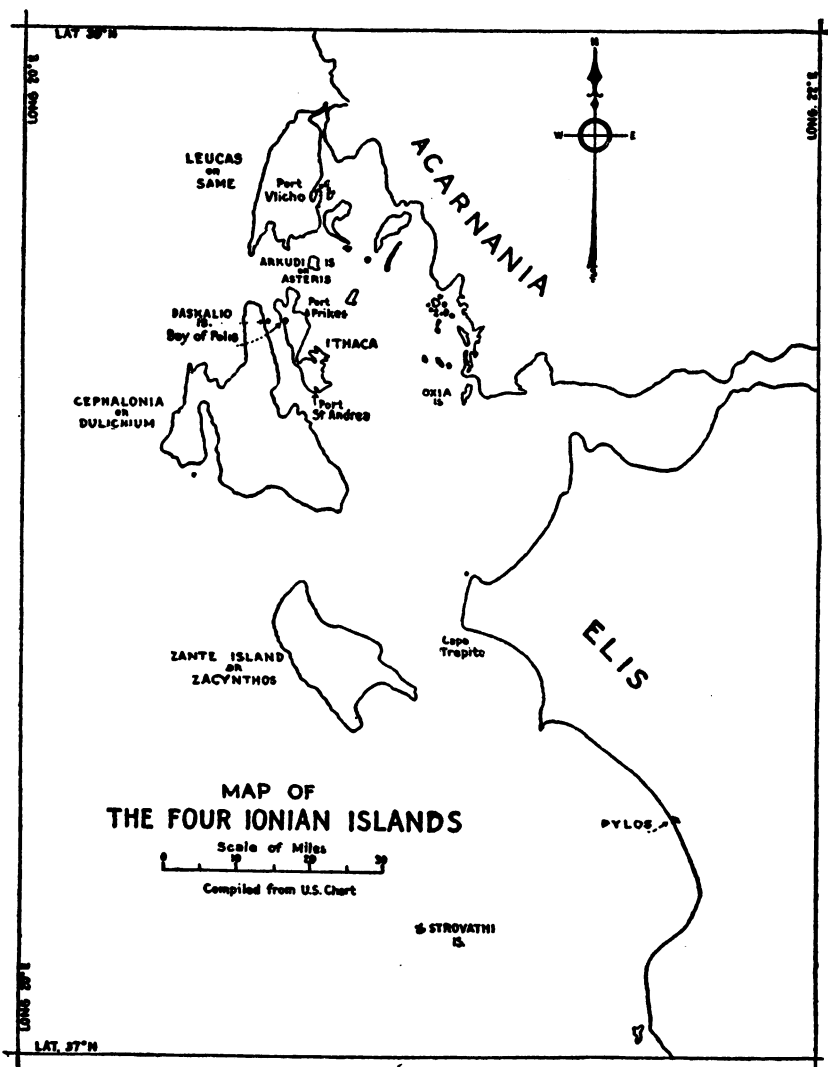 LAT 39°N
LONG 20°E
LONG. 22°E
N
W
E
S
ACARNANIA
LEUCAS
OR
SAME
Port
Vlicho
ARKUDI IS
OR
ASTERIS
DASKALIO
IS.
Bay of Polis
Port
Frikes
ITHACA
CEPHALONIA
OR
DULICHIUM
Port
St Andrea
OXIA
IS
ELIS
Cape
Trepito
ZANTE ISLAND
OR
ZACYNTHOS
MAP OF
THE FOUR IONIAN ISLANDS
Scale of Miles
0 10 20 30
Compiled from U.S. Chart
PYLOS
STROVATHI
IS.
LONG 20°E
LAT, 37°N